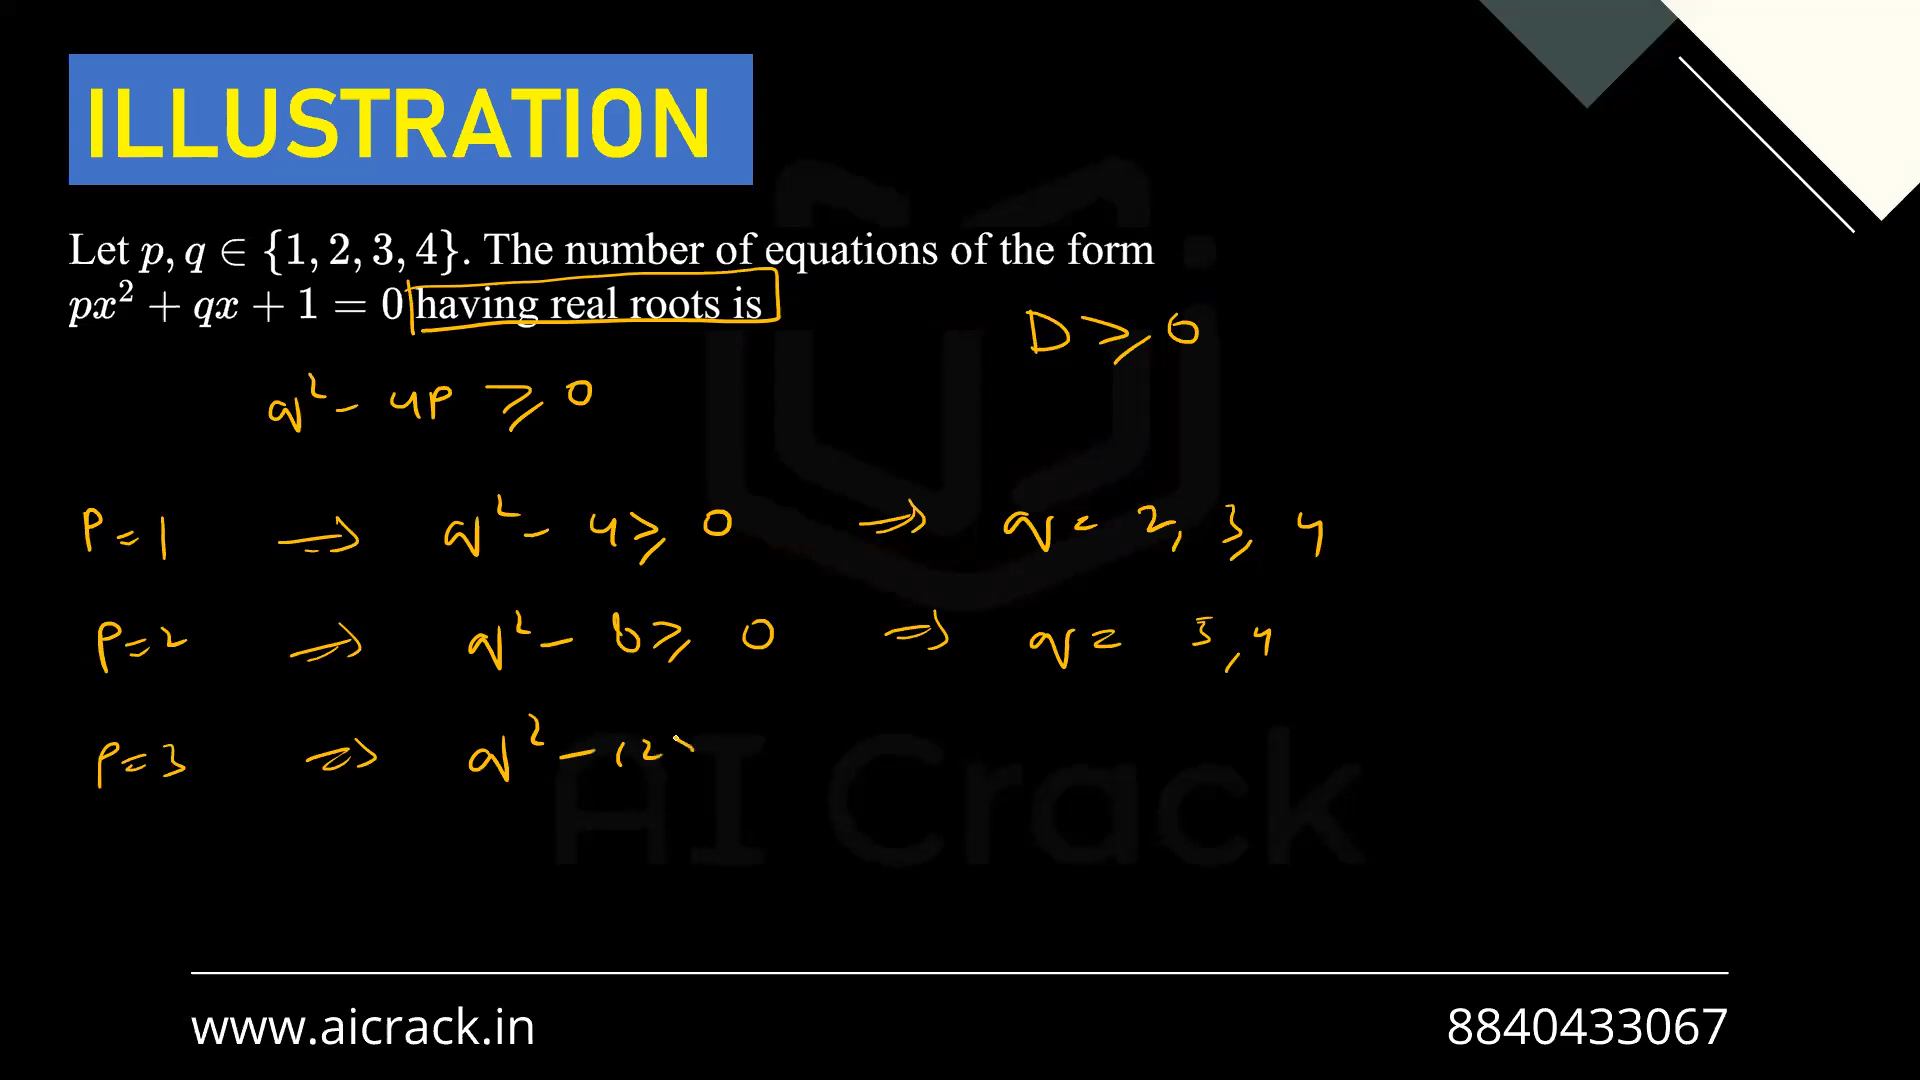 ILLUSTRATION
Let p, q ∈ {1, 2, 3, 4}. The number of equations of the form
px² + qx + 1 = 0 having real roots is
D ⩾ 0
q² - 4p ⩾ 0
P = 1 ⇒ q² - 4 ⩾ 0 ⇒ q = 2, 3, 4
P = 2 ⇒ q² - 8 ⩾ 0 ⇒ q = 3, 4
P = 3 ⇒ q² - 12
AI Crack
www.aicrack.in
8840433067